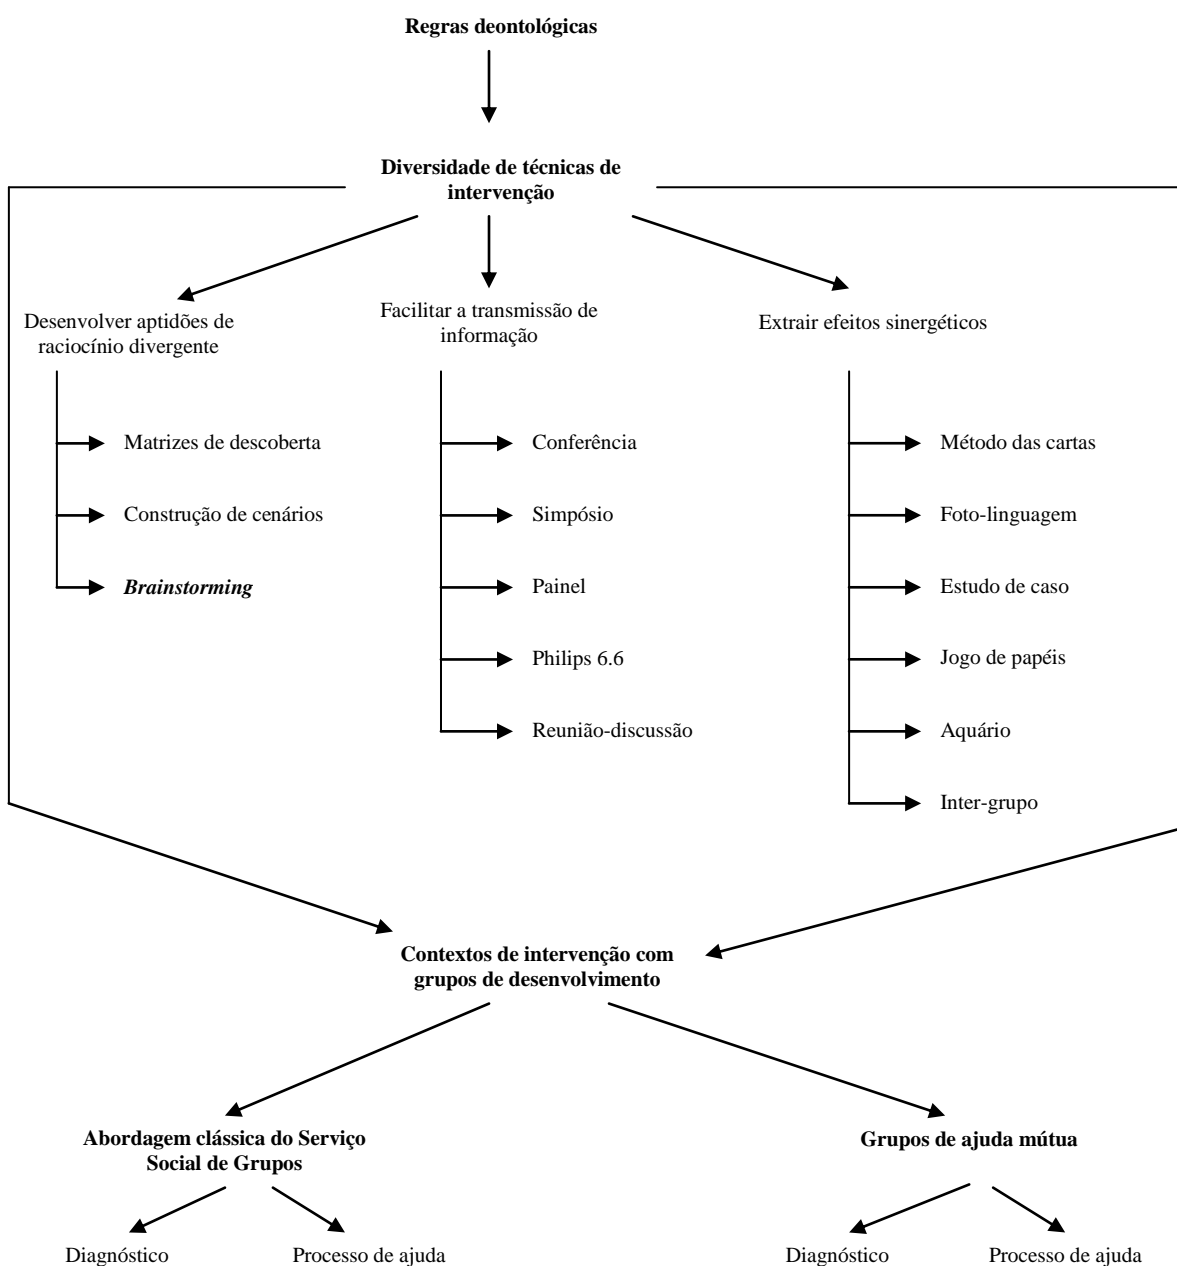 Regras deontológicas
Diversidade de técnicas de
intervenção
Desenvolver aptidões de
raciocínio divergente
Matrizes de descoberta
Construção de cenários
Brainstorming
Facilitar a transmissão de
informação
Conferência
Simpósio
Painel
Philips 6.6
Reunião-discussão
Extrair efeitos sinergéticos
Método das cartas
Foto-linguagem
Estudo de caso
Jogo de papéis
Aquário
Inter-grupo
Contextos de intervenção com
grupos de desenvolvimento
Abordagem clássica do Serviço
Social de Grupos
Diagnóstico
Processo de ajuda
Grupos de ajuda mútua
Diagnóstico
Processo de ajuda